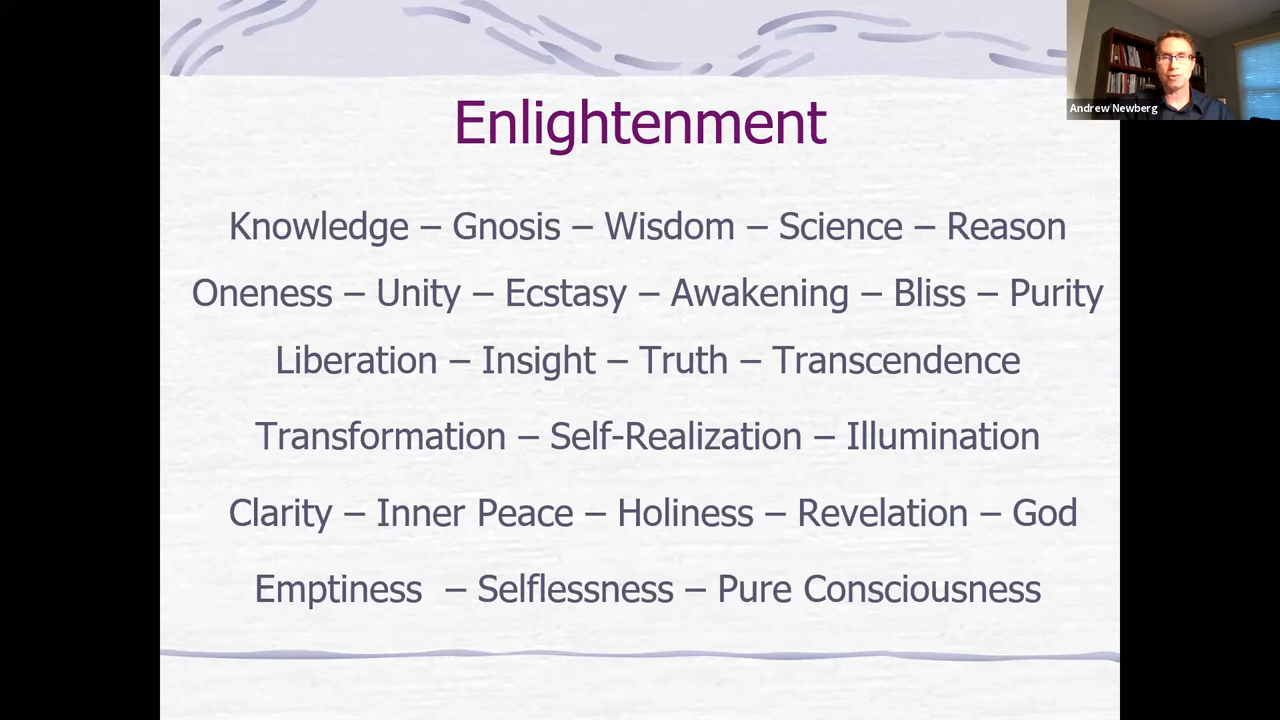 Enlightenment
Andrew Newberg
Knowledge – Gnosis – Wisdom – Science – Reason
Oneness – Unity – Ecstasy – Awakening – Bliss – Purity
Liberation – Insight – Truth – Transcendence
Transformation – Self-Realization – Illumination
Clarity – Inner Peace – Holiness – Revelation – God
Emptiness – Selflessness – Pure Consciousness